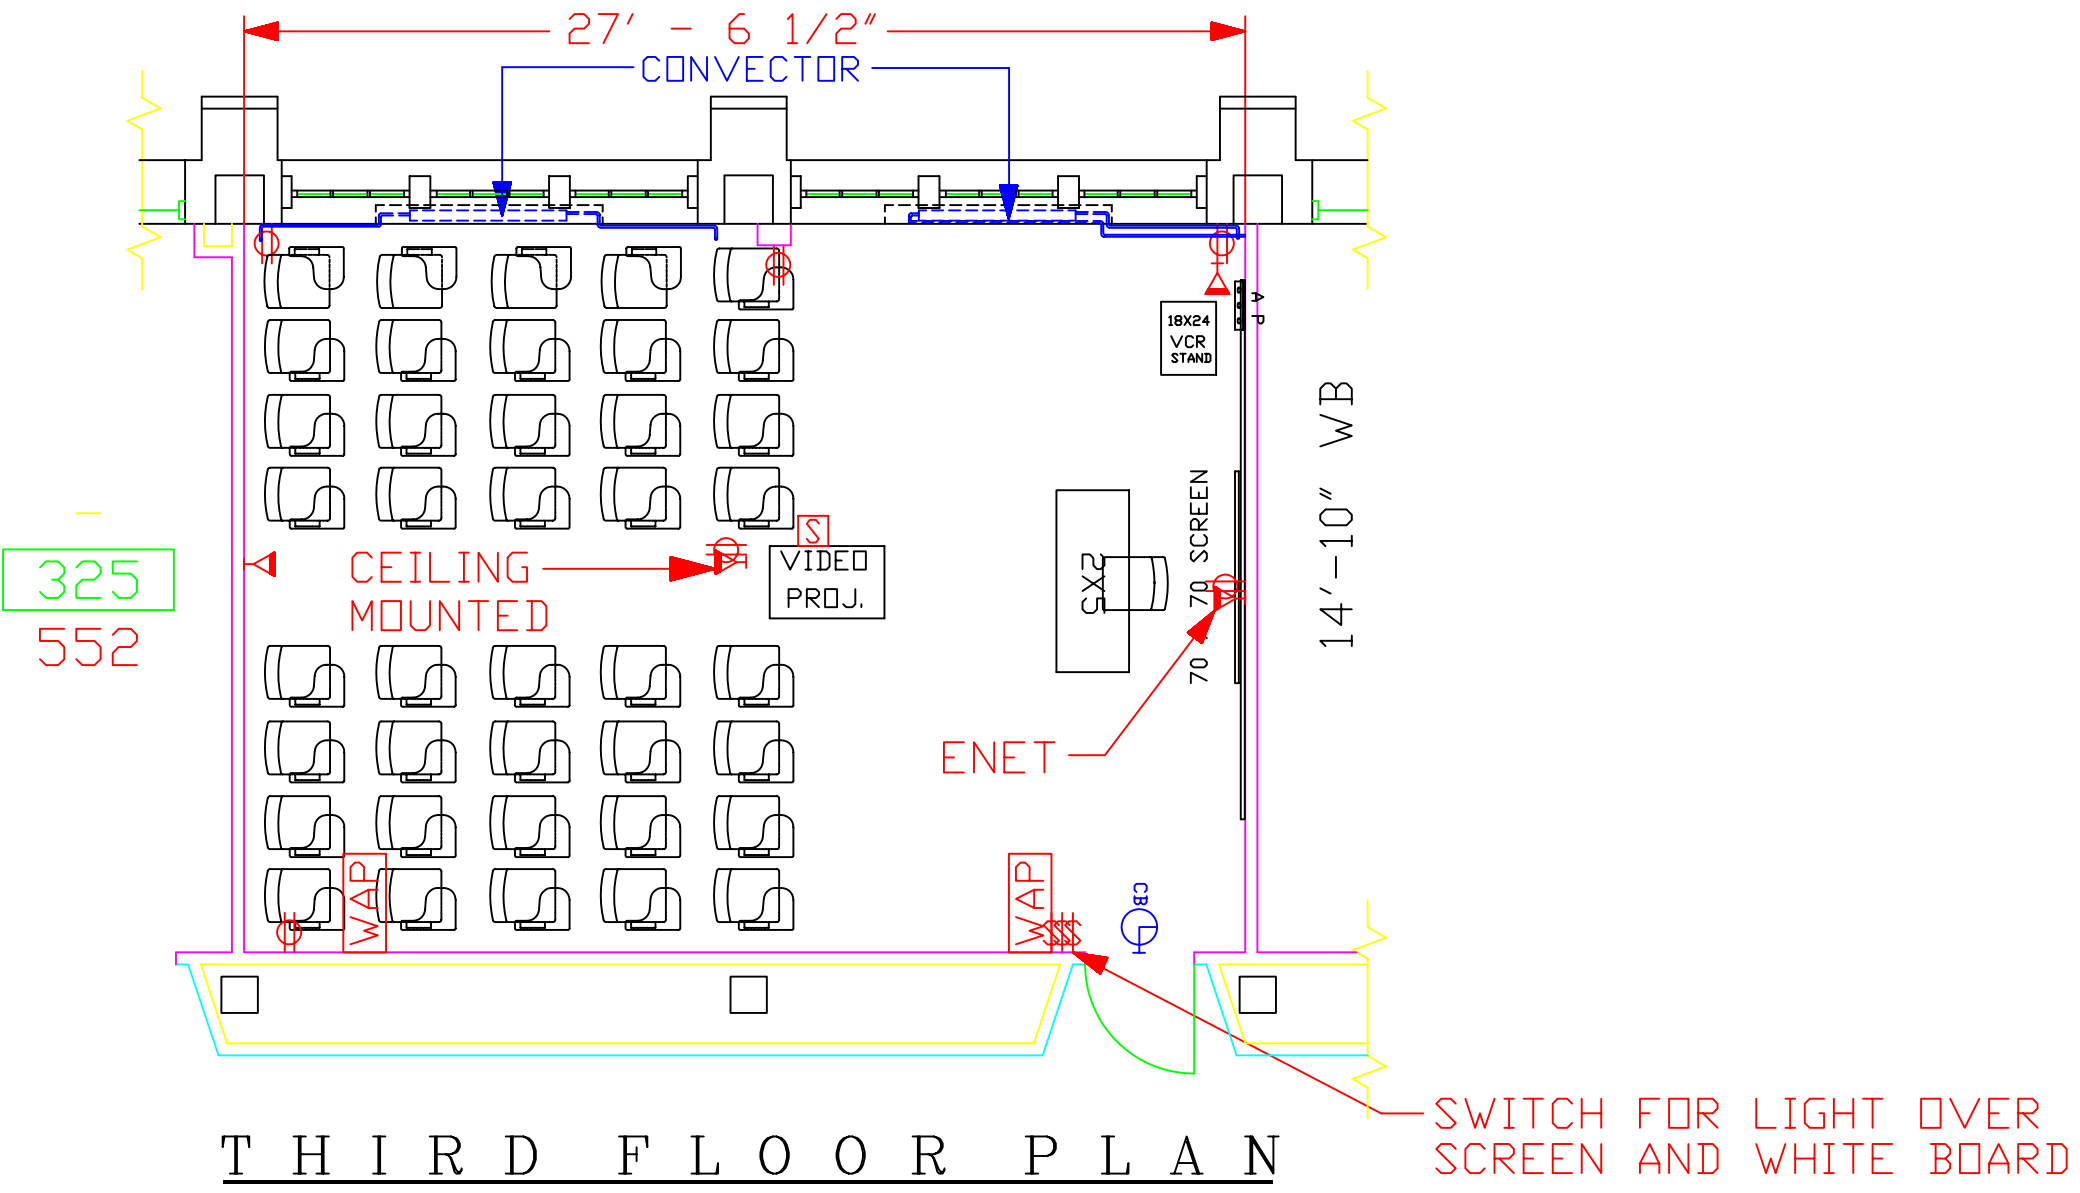 27' - 6 1/2"
CONVECTOR
A P
18X24
VCR
STAND
14'-10" WB
S
VIDEO
PROJ.
CEILING
MOUNTED
325
552
2X5
70 SCREEN
70
ENET
WAP
WAP
CB
SWITCH FOR LIGHT OVER
SCREEN AND WHITE BOARD
THIRD FLOOR PLAN